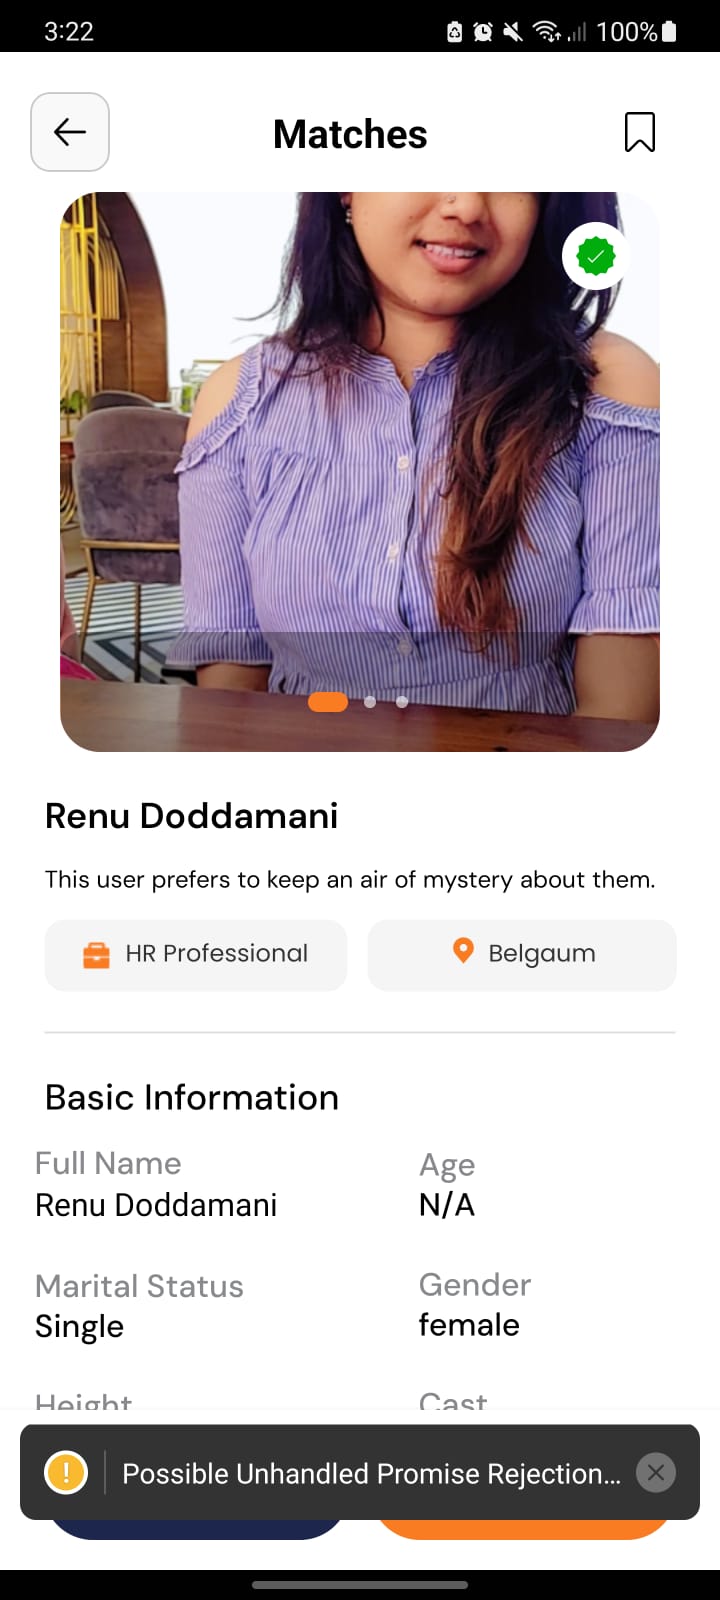 3:22
100%
Matches
Renu Doddamani
This user prefers to keep an air of mystery about them.
HR Professional
Belgaum
Basic Information
Full Name
Age
Renu Doddamani
N/A
Marital Status
Gender
Single
female
Height
Cast
Possible Unhandled Promise Rejection...